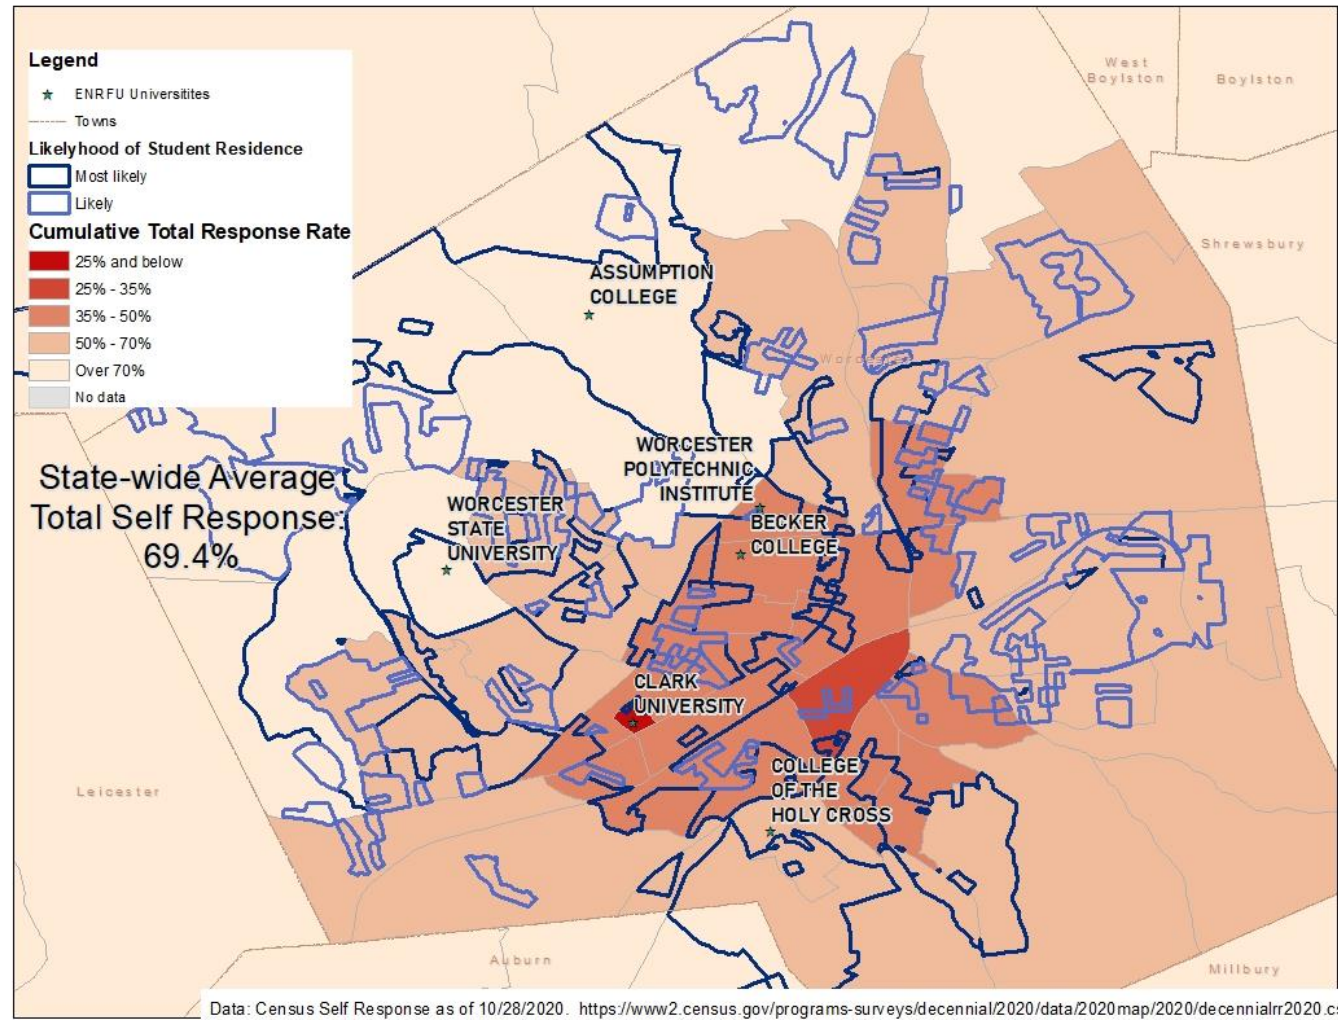 Legend
ENRFU Universitites
Towns
Likelyhood of Student Residence
Most likely
Likely
Cumulative Total Response Rate
25% and below
25% - 35%
35% - 50%
50% - 70%
Over 70%
No data
West
Boylston
Boylston
Shrewsbury
ASSUMPTION
COLLEGE
Worcester
WORCESTER
POLYTECHNIC
INSTITUTE
State-wide Average
Total Self Response:
69.4%
WORCESTER
STATE
UNIVERSITY
BECKER
COLLEGE
CLARK
UNIVERSITY
COLLEGE
OF THE
HOLY CROSS
Leicester
Auburn
Millbury
Data: Census Self Response as of 10/28/2020. https://www2.census.gov/programs-surveys/decennial/2020/data/2020map/2020/decennialrr2020.c